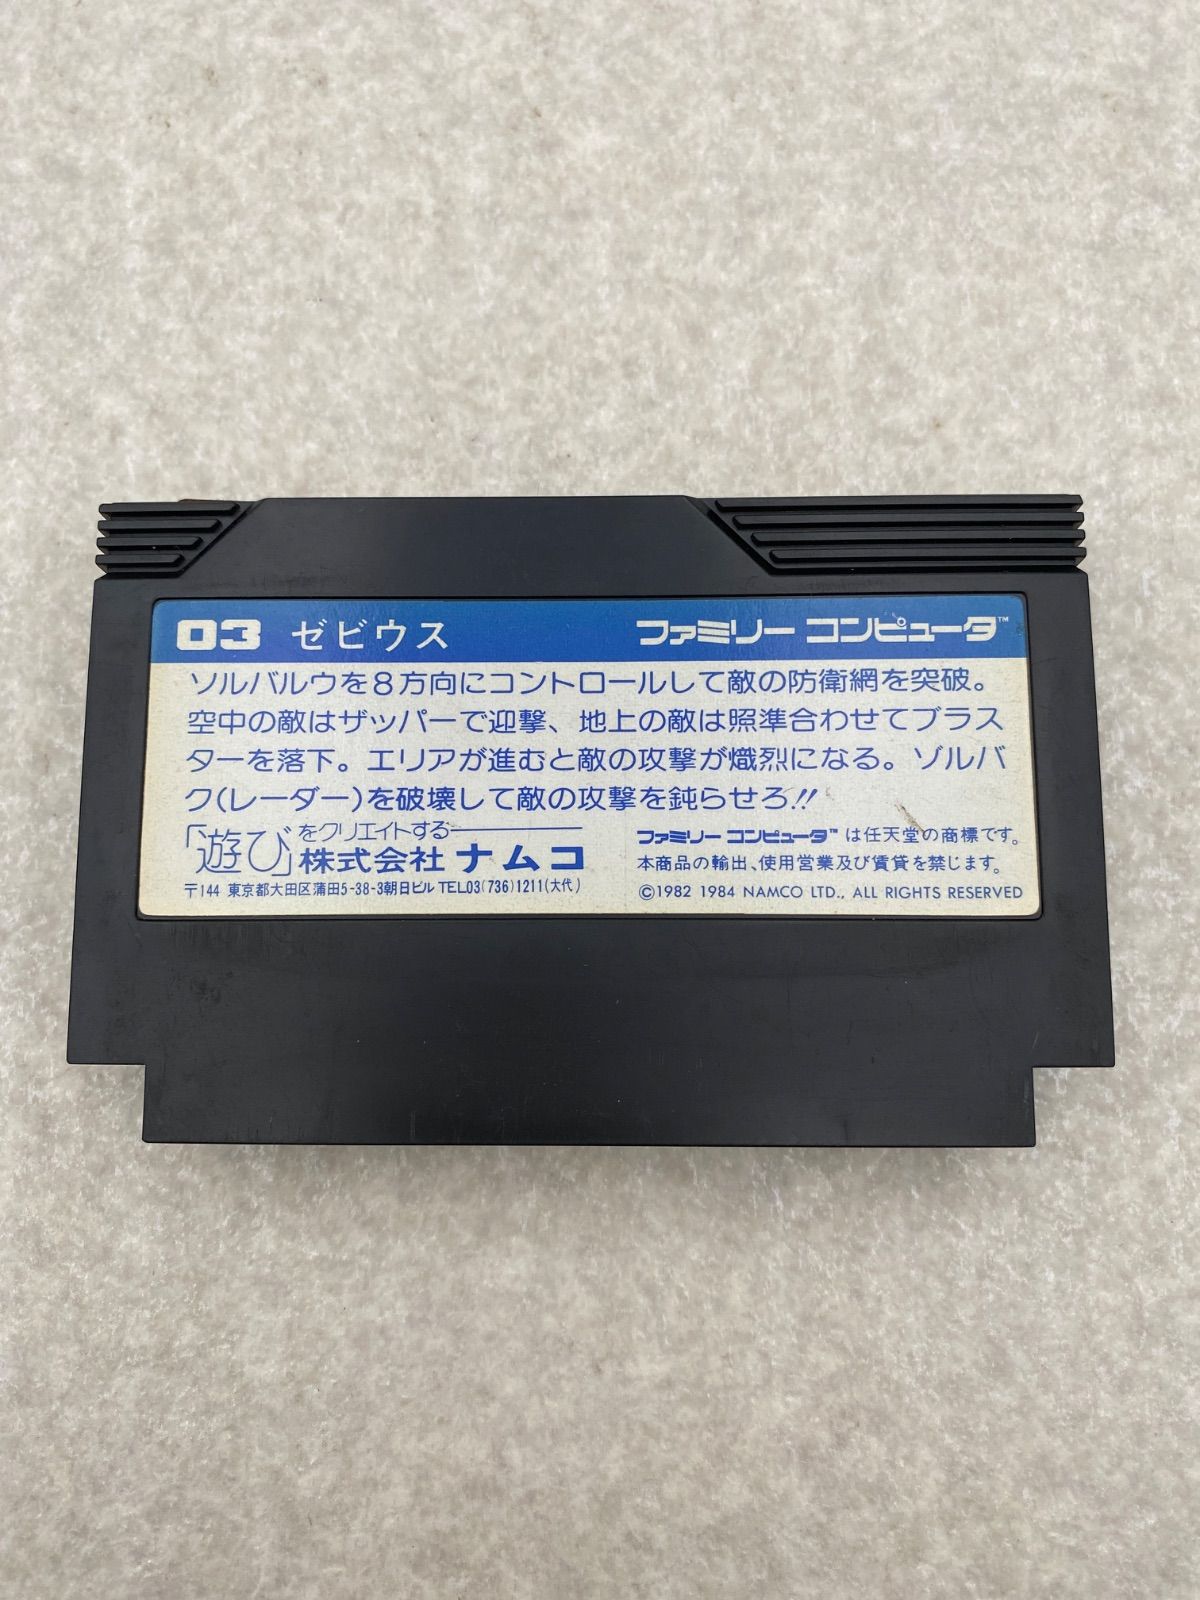 03 ゼビウス ファミリー コンピュータ™
ソルバルウを8方向にコントロールして敵の防衛網を突破。
空中の敵はザッパーで迎撃、地上の敵は照準合わせてブラス
ターを落下。エリアが進むと敵の攻撃が熾烈になる。ゾルバ
ク(レーダー)を破壊して敵の攻撃を鈍らせろ!!
「遊び」をクリエイトする
株式会社 ナムコ
〒144 東京都大田区蒲田5-38-3朝日ビル TEL.03(736)1211(大代)
ファミリー コンピュータ™は任天堂の商標です。
本商品の輸出、使用営業及び賃貸を禁じます。
©1982 1984 NAMCO LTD., ALL RIGHTS RESERVED